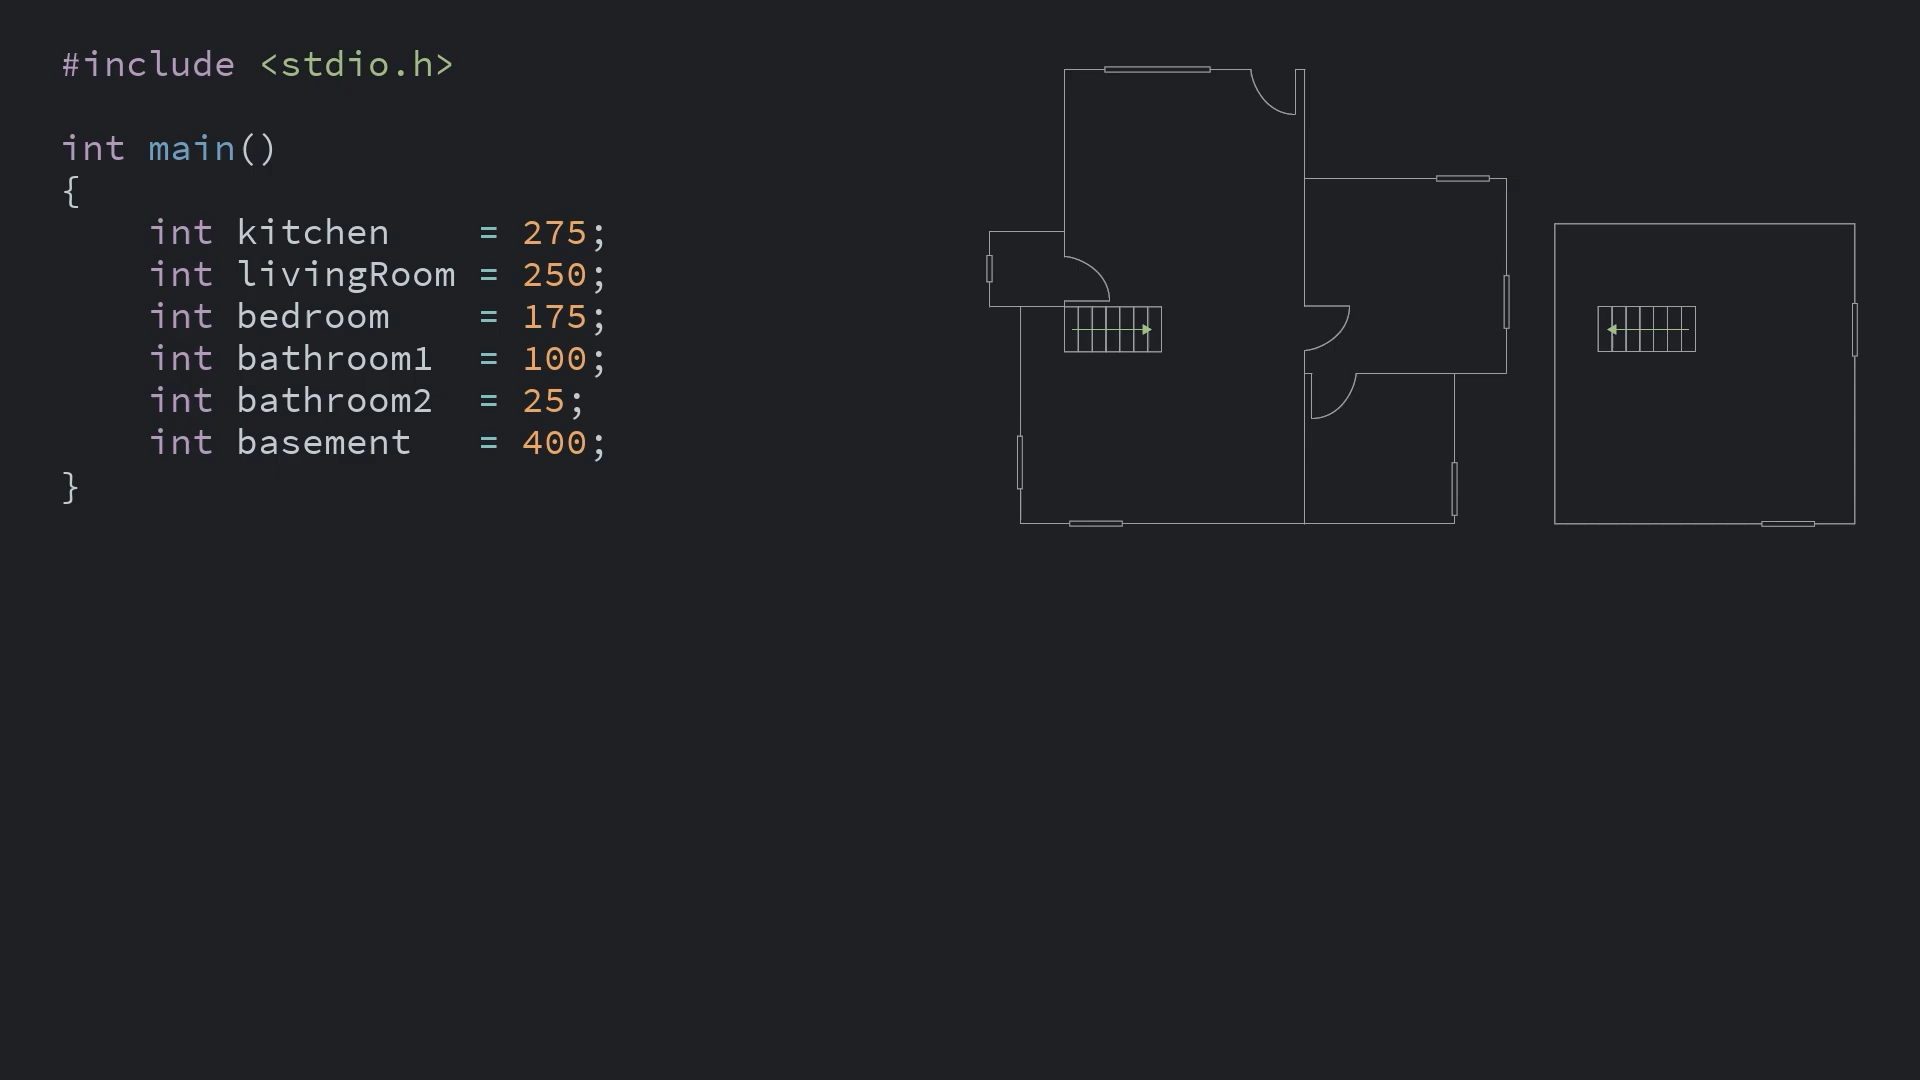 #include <stdio.h>
int main()
{
    int kitchen    = 275;
    int livingRoom = 250;
    int bedroom    = 175;
    int bathroom1  = 100;
    int bathroom2  = 25;
    int basement   = 400;
}